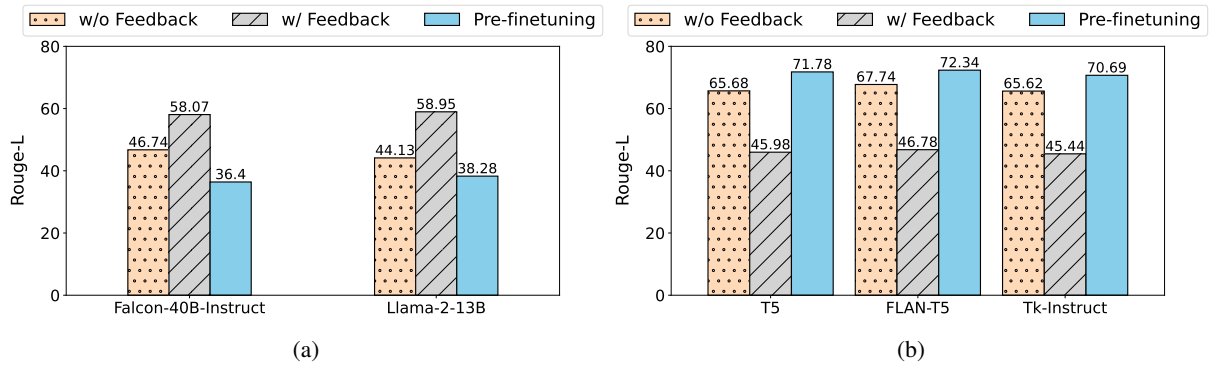 w/o Feedback w/ Feedback Pre-finetuning
80
60
40
20
0
Rouge-L
46.74 58.07 36.4
44.13 58.95 38.28
Falcon-40B-Instruct Llama-2-13B
(a)
w/o Feedback w/ Feedback Pre-finetuning
80
60
40
20
0
Rouge-L
65.68 45.98 71.78
67.74 46.78 72.34
65.62 45.44 70.69
T5 FLAN-T5 Tk-Instruct
(b)